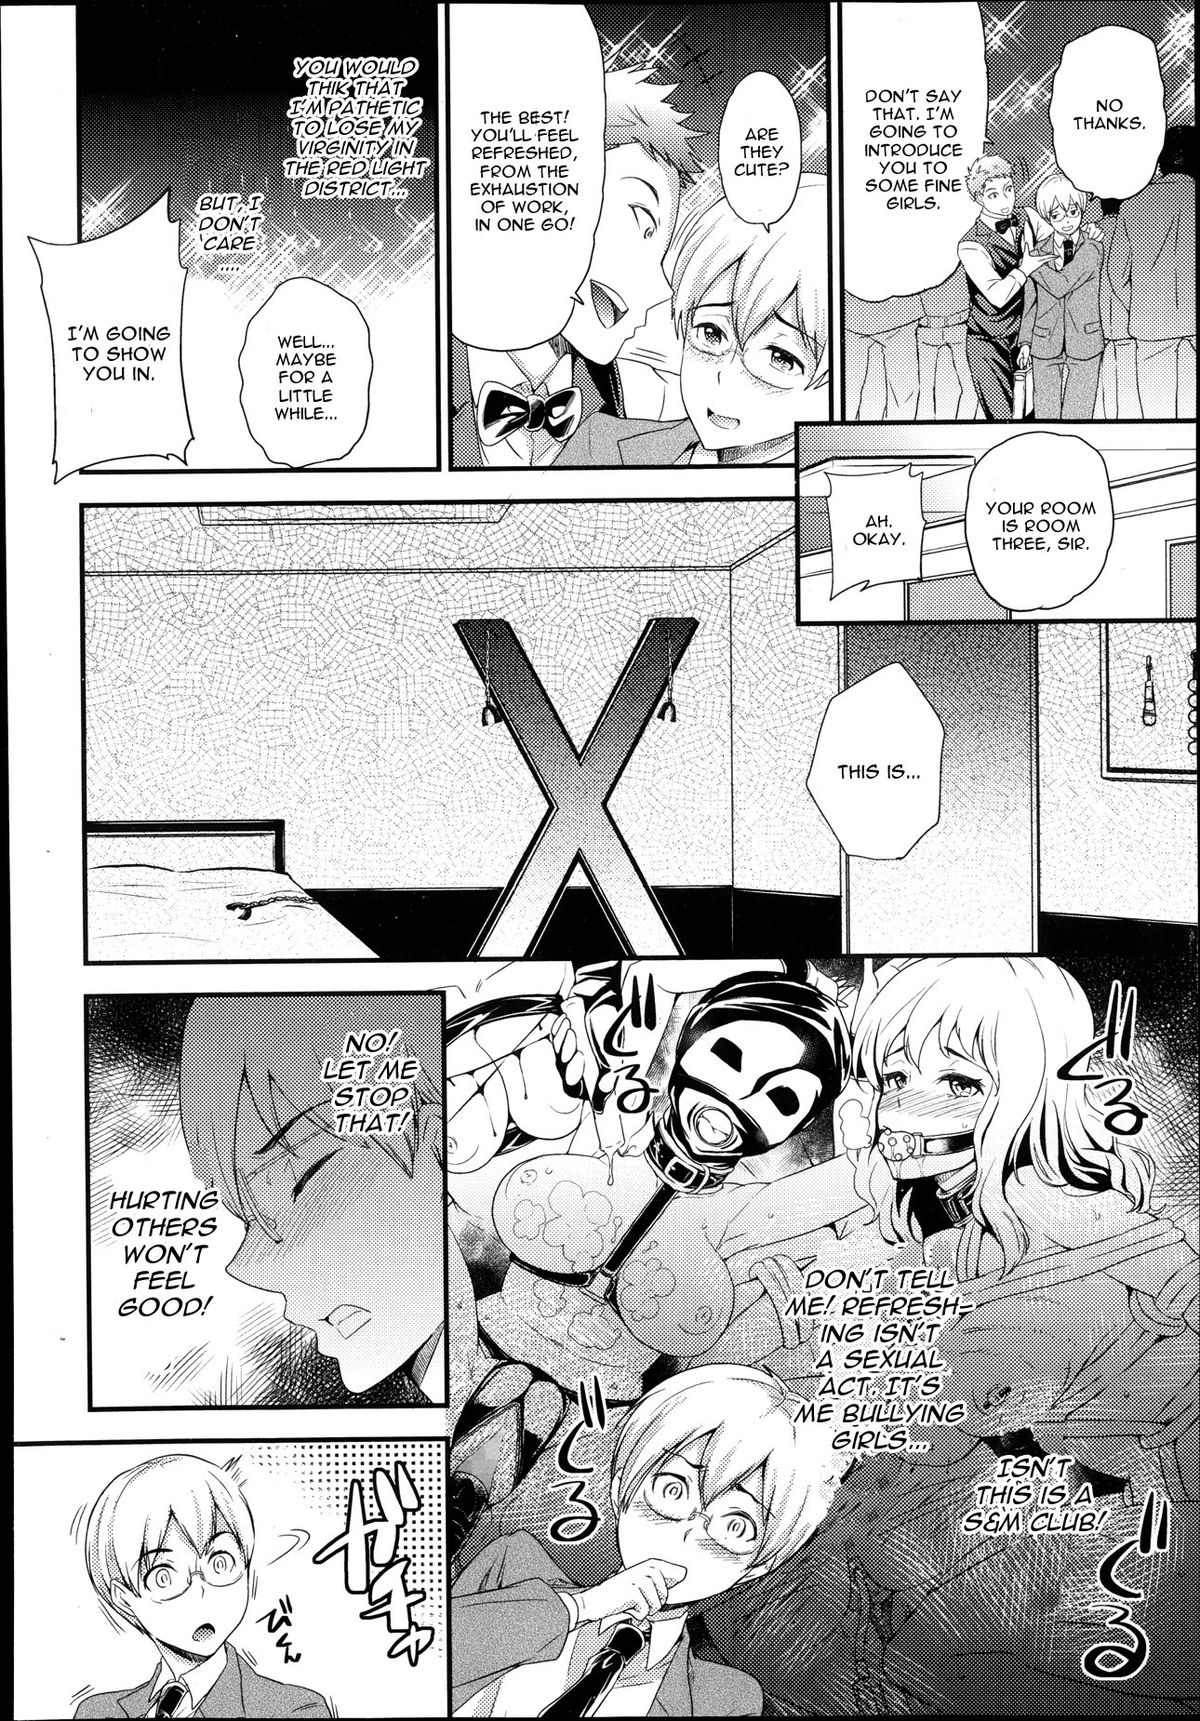 NO
THANKS.
DON'T SAY
THAT. I'M
GOING TO
INTRODUCE
YOU TO
SOME FINE
GIRLS.
ARE
THEY
CUTE?
THE BEST!
YOU'LL FEEL
REFRESHED,
FROM THE
EXHAUSTION
OF WORK,
IN ONE GO!
YOU WOULD
THIK THAT
I'M PATHETIC
TO LOSE MY
VIRGINITY IN
THE RED LIGHT
DISTRICT...
BUT, I
DON'T
'CARE
....
WELL...
MAYBE
FOR A
LITTLE
WHILE...
I'M GOING
TO SHOW
YOU IN.
YOUR ROOM
IS ROOM
THREE, SIR.
AH.
OKAY.
THIS IS...
でるっ
ぐるぐる
ぐるぐる
DON'T TELL
ME! REFRESH-
ING ISN'T
A SEXUAL
ACT. IT'S
ME BULLYING
GIRLS...
ISN'T
THIS IS A
S&M CLUB!
NO!
LET ME
STOP
THAT!
HURTING
OTHERS
WON'T
FEEL
GOOD!
ガチャ
びくん